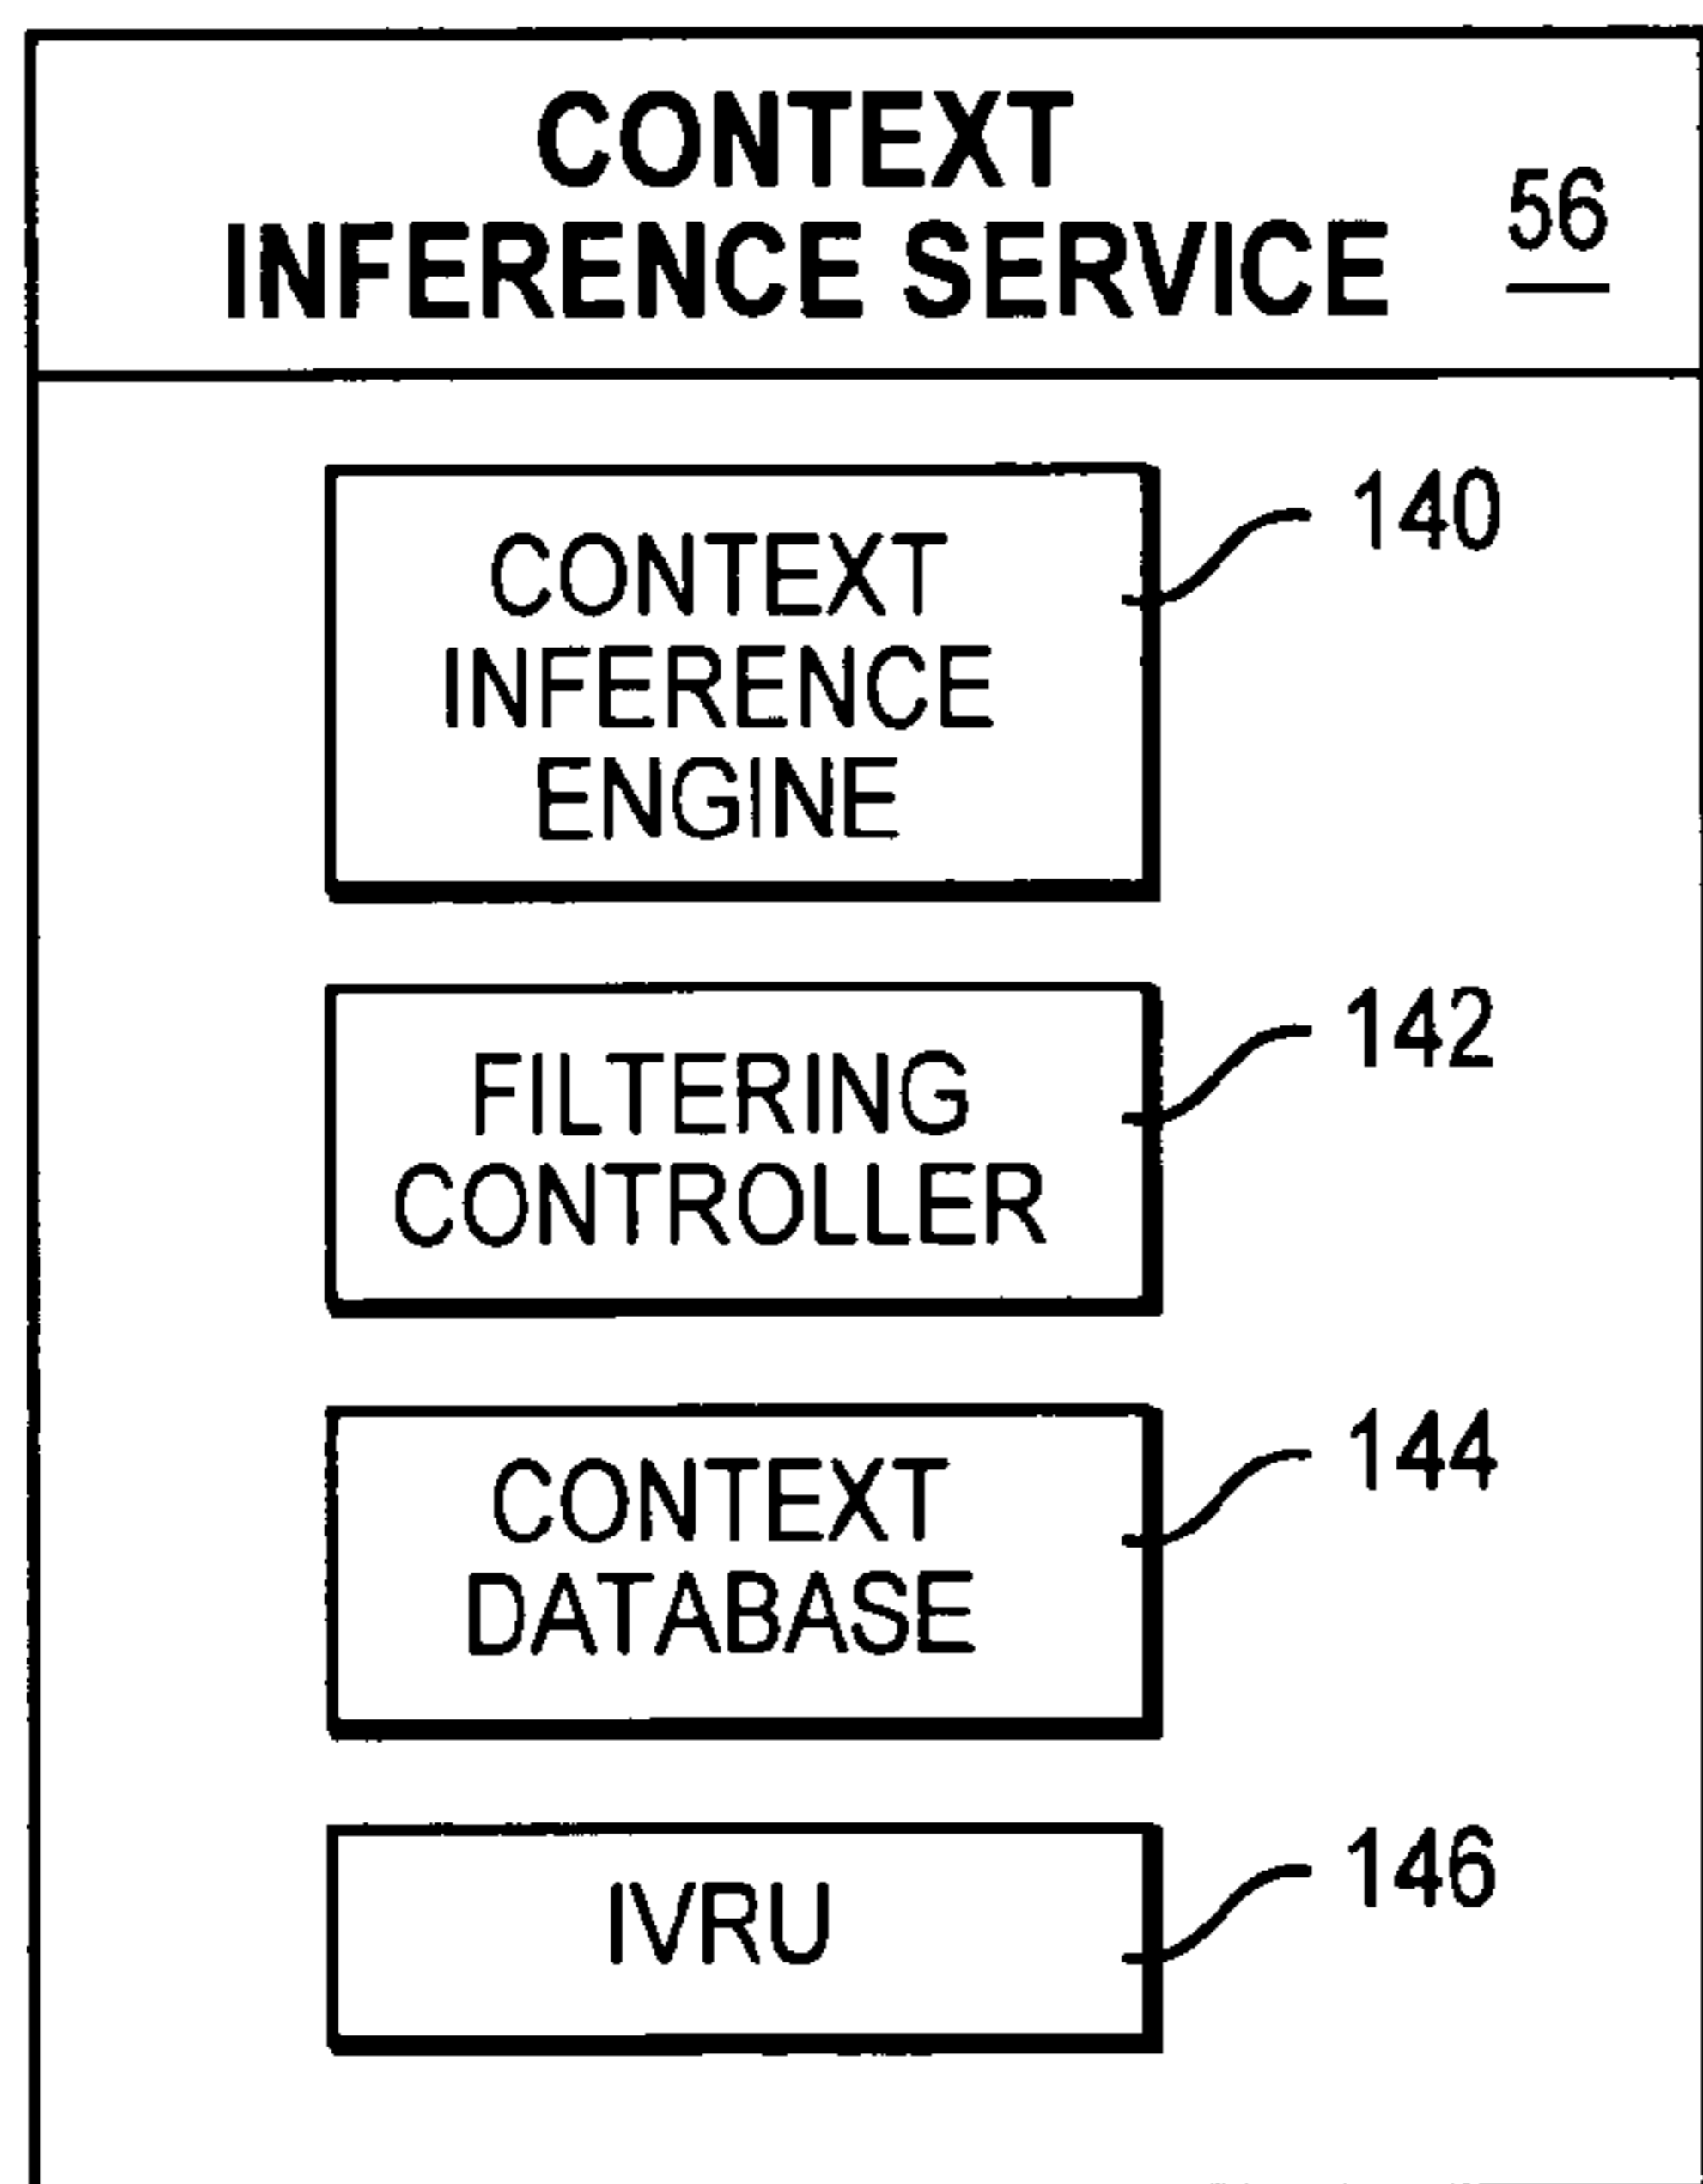 CONTEXT
INFERENCE SERVICE 56
CONTEXT
INFERENCE
ENGINE
140
FILTERING
CONTROLLER
142
CONTEXT
DATABASE
144
IVRU
146